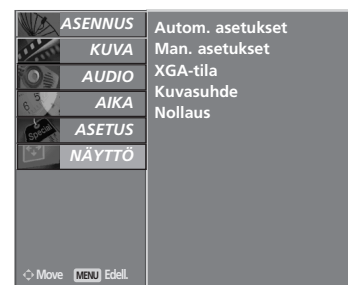 ASENNUS
KUVA
AUDIO
AIKA
ASETUS
NÄYTTÖ
Autom. asetukset
Man. asetukset
XGA-tila
Kuvasuhde
Nollaus
Move MENU Edell.